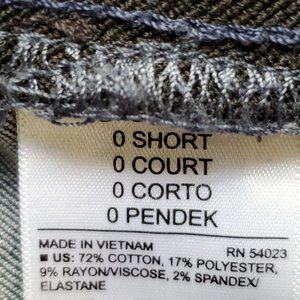 0 SHORT
0 COURT
0 CORTO
0 PENDEK
MADE IN VIETNAM RN 54023
■ US: 72% COTTON, 17% POLYESTER,
9% RAYON/VISCOSE, 2% SPANDEX/
ELASTANE